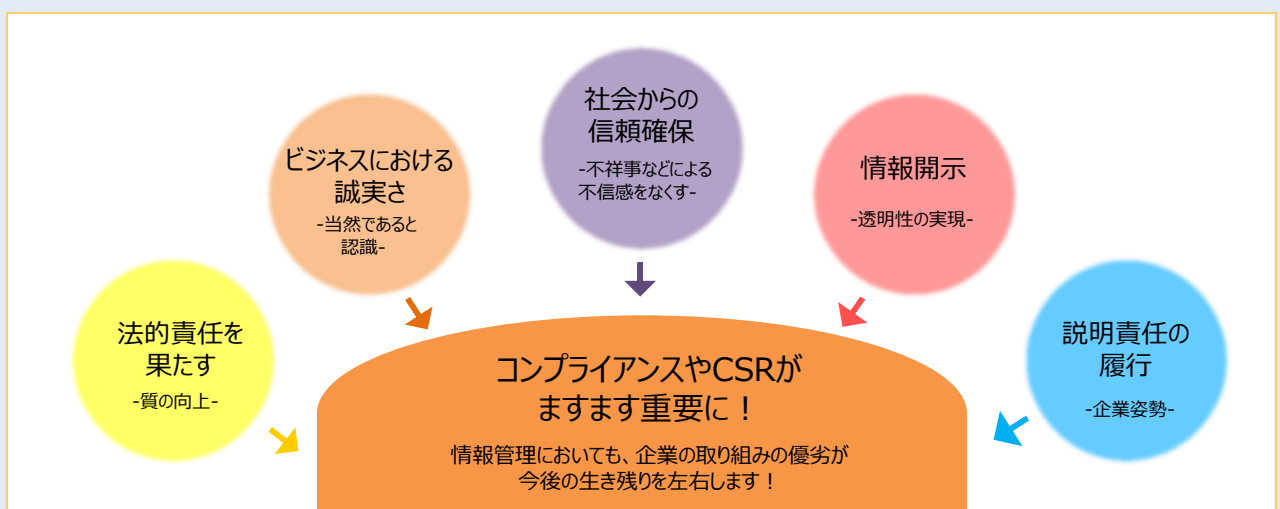 法的責任を
果たす
-質の向上-
ビジネスにおける
誠実さ
-当然であると
認識-
社会からの
信頼確保
-不祥事などによる
不信感をなくす-
情報開示
-透明性の実現-
説明責任の
履行
-企業姿勢-
コンプライアンスやCSRが
ますます重要に！
情報管理においても、企業の取り組みの優劣が
今後の生き残りを左右します！